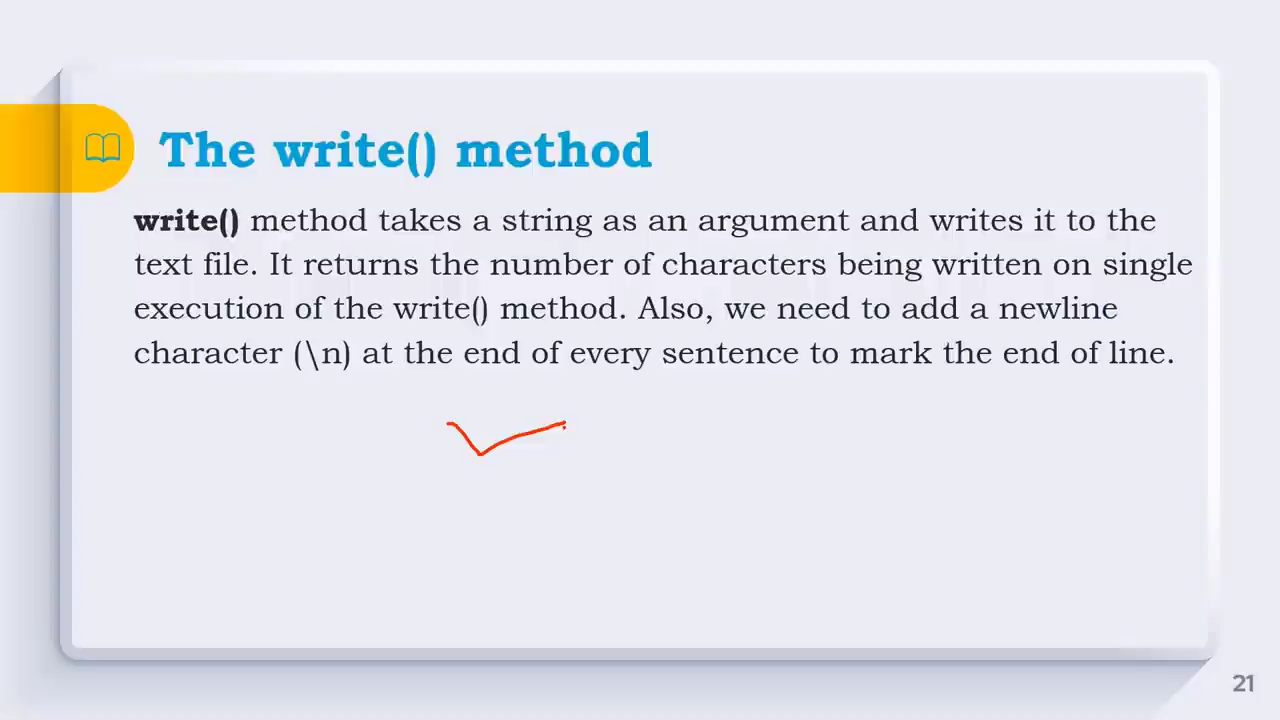 The write() method
write() method takes a string as an argument and writes it to the
text file. It returns the number of characters being written on single
execution of the write() method. Also, we need to add a newline
character (\n) at the end of every sentence to mark the end of line.
21